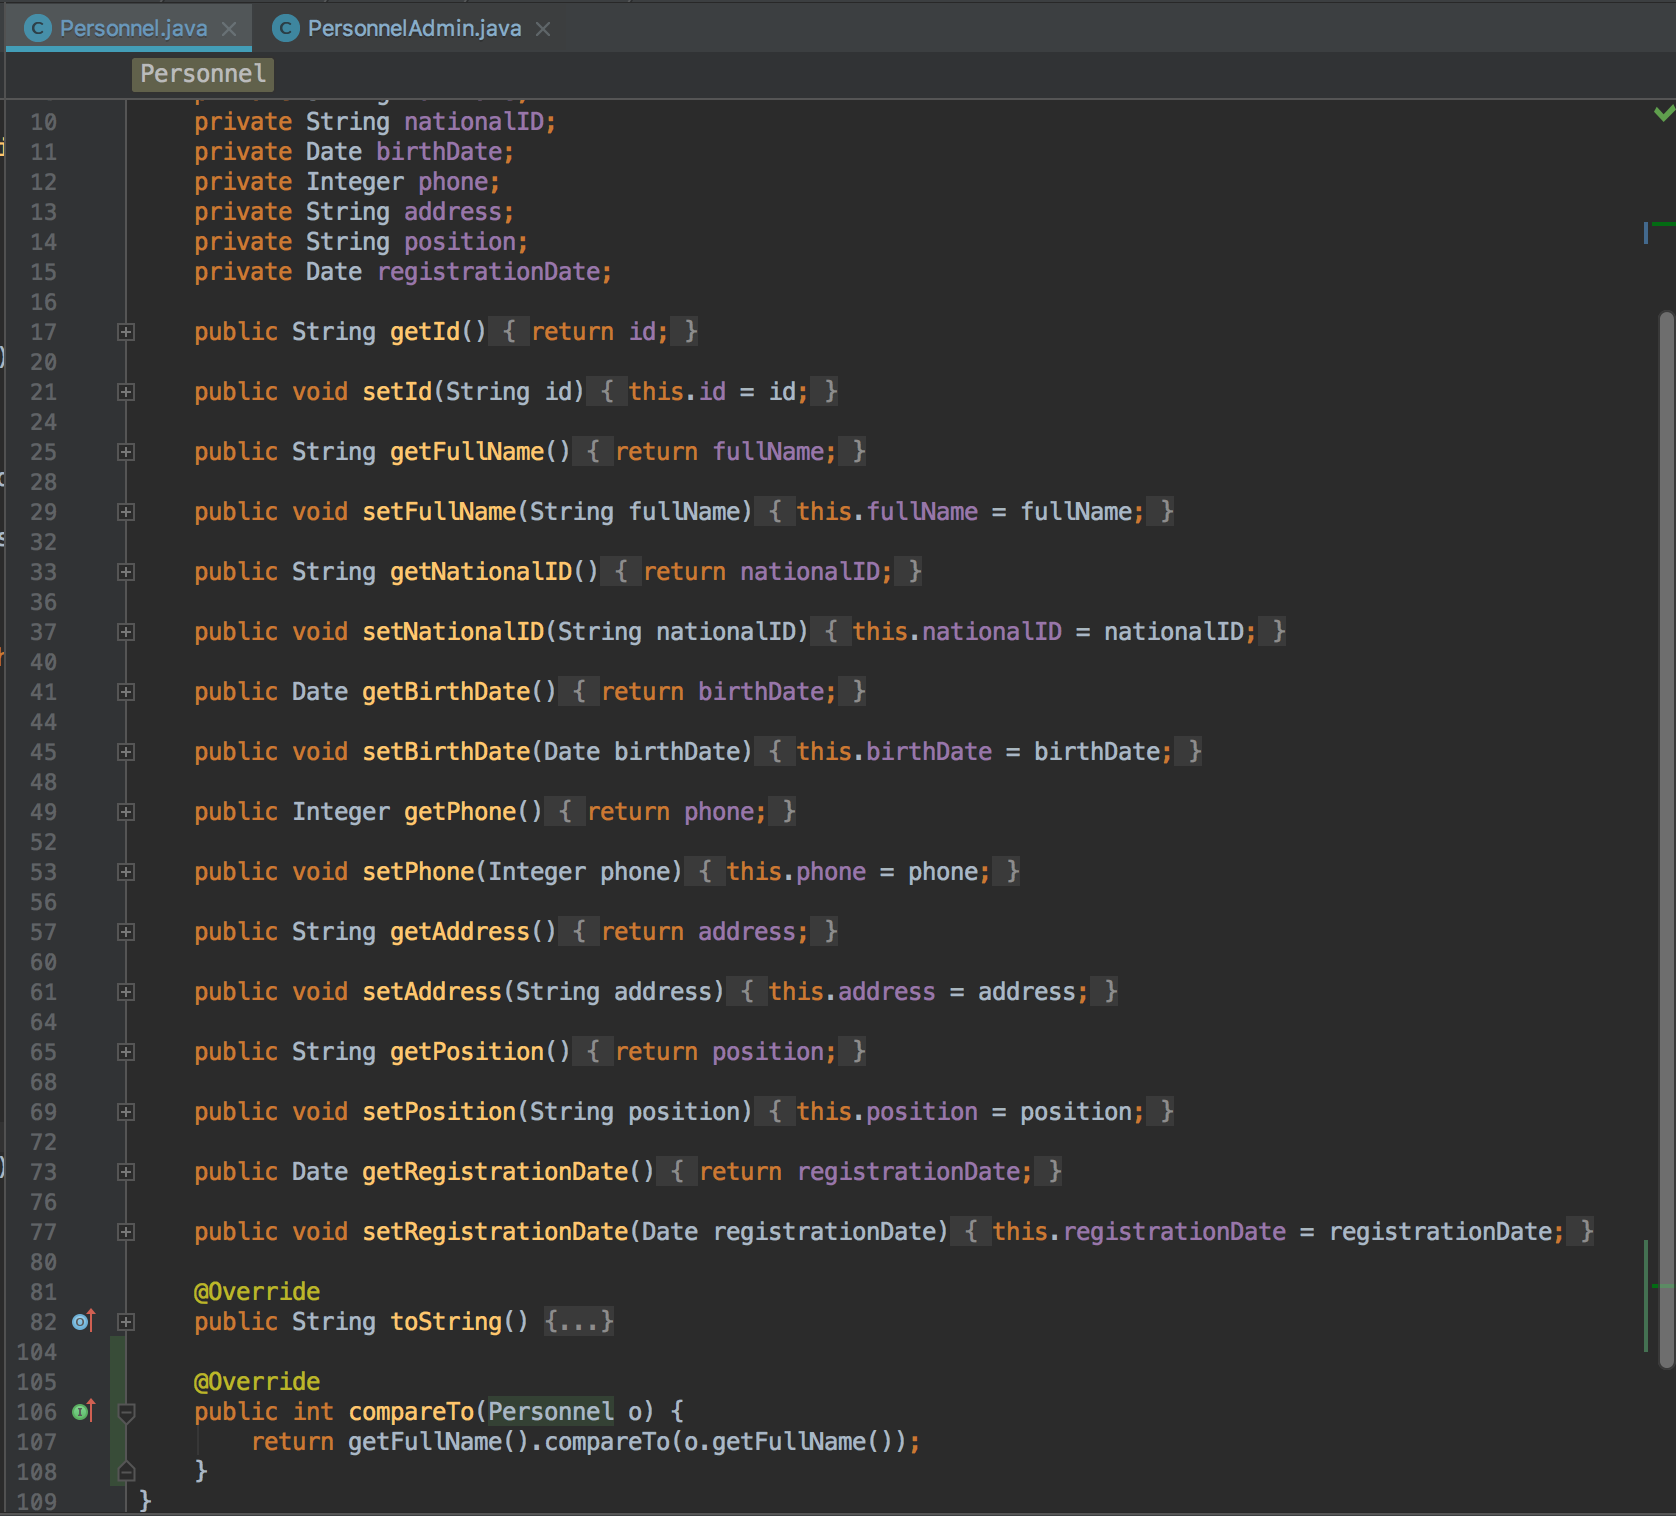 Personnel.java
PersonnelAdmin.java
Personnel
10 private String nationalID;
11 private Date birthDate;
12 private Integer phone;
13 private String address;
14 private String position;
15 private Date registrationDate;
16
17 public String getId() { return id; }
20
21 public void setId(String id) { this.id = id; }
24
25 public String getFullName() { return fullName; }
28
29 public void setFullName(String fullName) { this.fullName = fullName; }
32
33 public String getNationalID() { return nationalID; }
36
37 public void setNationalID(String nationalID) { this.nationalID = nationalID; }
40
41 public Date getBirthDate() { return birthDate; }
44
45 public void setBirthDate(Date birthDate) { this.birthDate = birthDate; }
48
49 public Integer getPhone() { return phone; }
52
53 public void setPhone(Integer phone) { this.phone = phone; }
56
57 public String getAddress() { return address; }
60
61 public void setAddress(String address) { this.address = address; }
64
65 public String getPosition() { return position; }
68
69 public void setPosition(String position) { this.position = position; }
72
73 public Date getRegistrationDate() { return registrationDate; }
76
77 public void setRegistrationDate(Date registrationDate) { this.registrationDate = registrationDate; }
80
81 @Override
82 public String toString() {...}
104
105 @Override
106 public int compareTo(Personnel o) {
107 return getFullName().compareTo(o.getFullName());
108 }
109 }